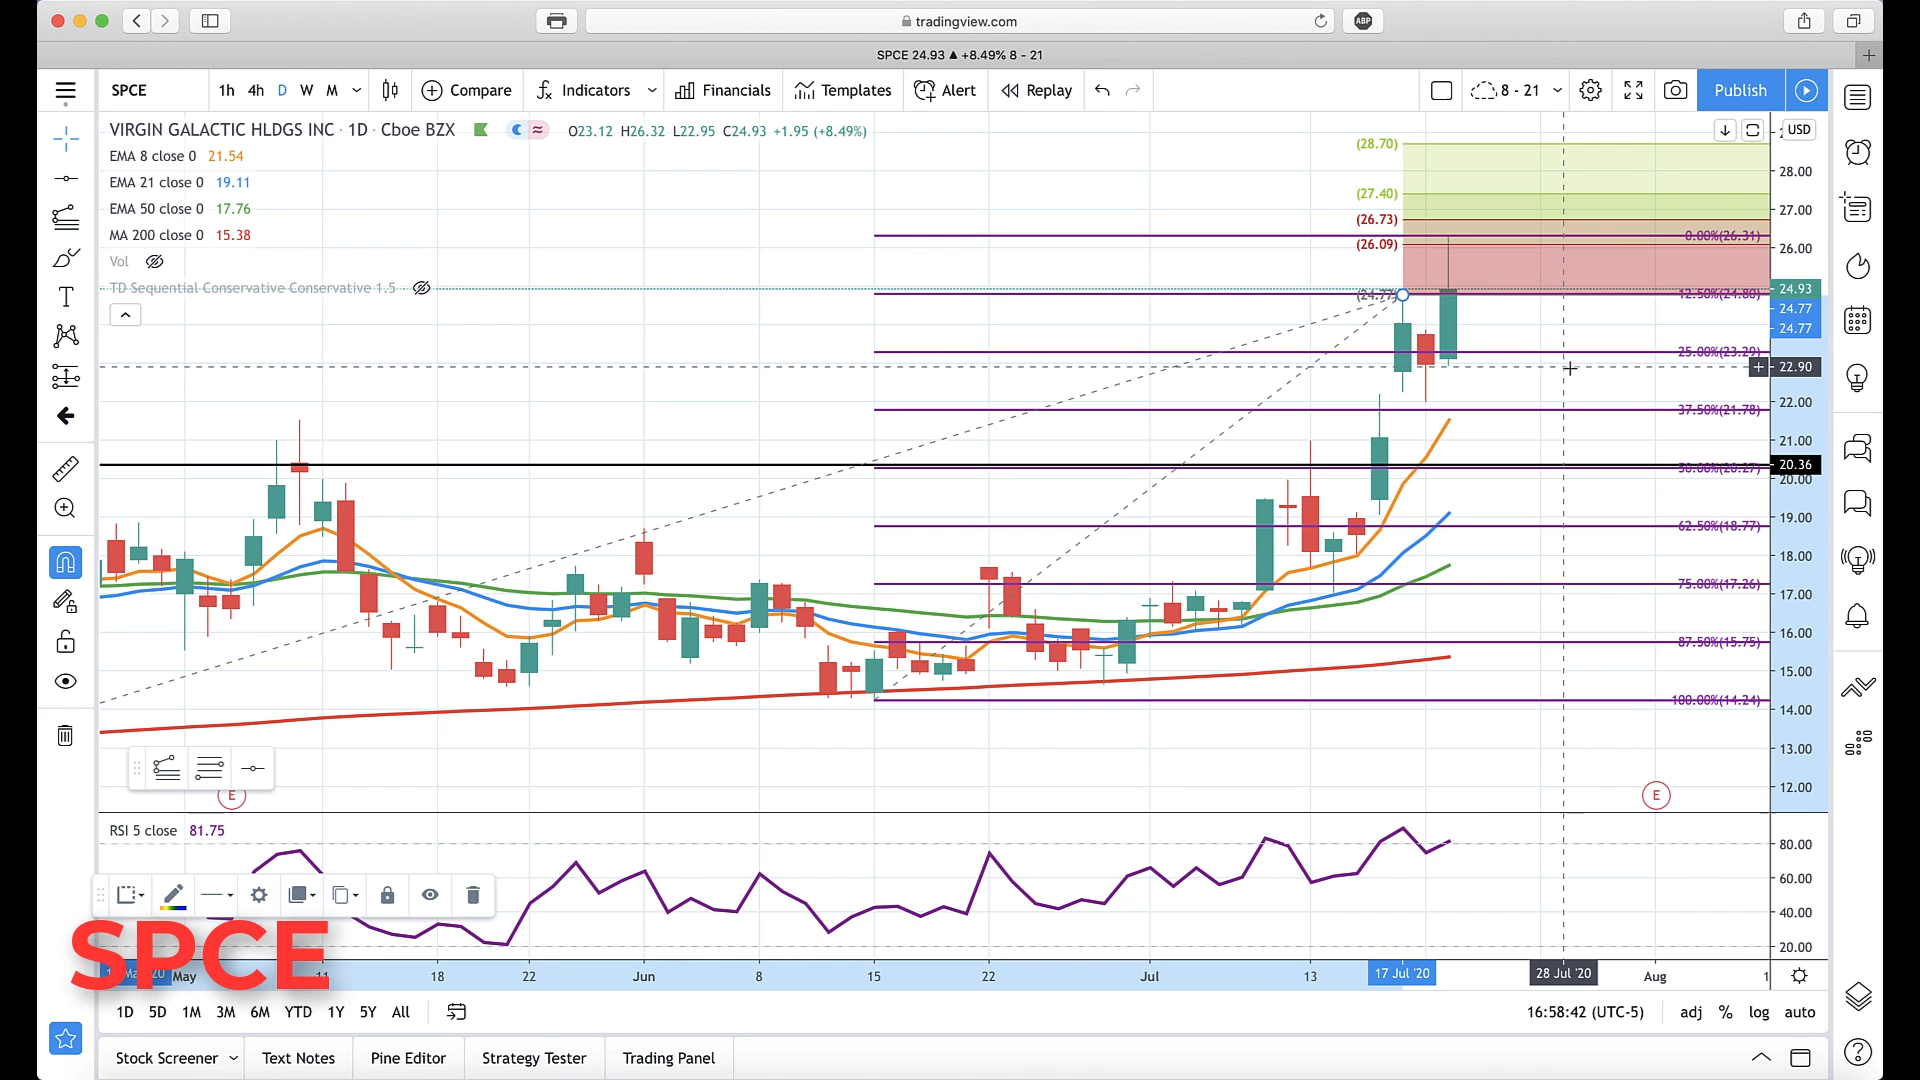 tradingview.com
ABP
SPCE 24.93 ▲ +8.49% 8 - 21
SPCE 1h 4h D W M Compare Indicators Financials Templates Alert Replay 8 - 21 Publish
VIRGIN GALACTIC HLDGS INC · 1D · Cboe BZX O23.12 H26.32 L22.95 C24.93 +1.95 (+8.49%)
USD
EMA 8 close 0 21.54
EMA 21 close 0 19.11
EMA 50 close 0 17.76
MA 200 close 0 15.38
Vol
TD Sequential Conservative Conservative 1.5
(28.70)
(27.40)
(26.73)
(26.09)
(24.77)
0.00%(26.31)
12.50%(24.80)
25.00%(23.29)
37.50%(21.78)
50.00%(20.27)
62.50%(18.77)
75.00%(17.26)
87.50%(15.75)
100.00%(14.24)
28.00
27.00
26.00
24.93
24.77
24.77
22.90
22.00
21.00
20.36
20.00
19.00
18.00
17.00
16.00
15.00
14.00
13.00
12.00
E E
RSI 5 close 81.75
80.00
60.00
40.00
20.00
SPCE
May 11 18 22 Jun 8 15 22 Jul 13 17 Jul '20 28 Jul '20 Aug
1D 5D 1M 3M 6M YTD 1Y 5Y All 16:58:42 (UTC-5) adj % log auto
Stock Screener Text Notes Pine Editor Strategy Tester Trading Panel